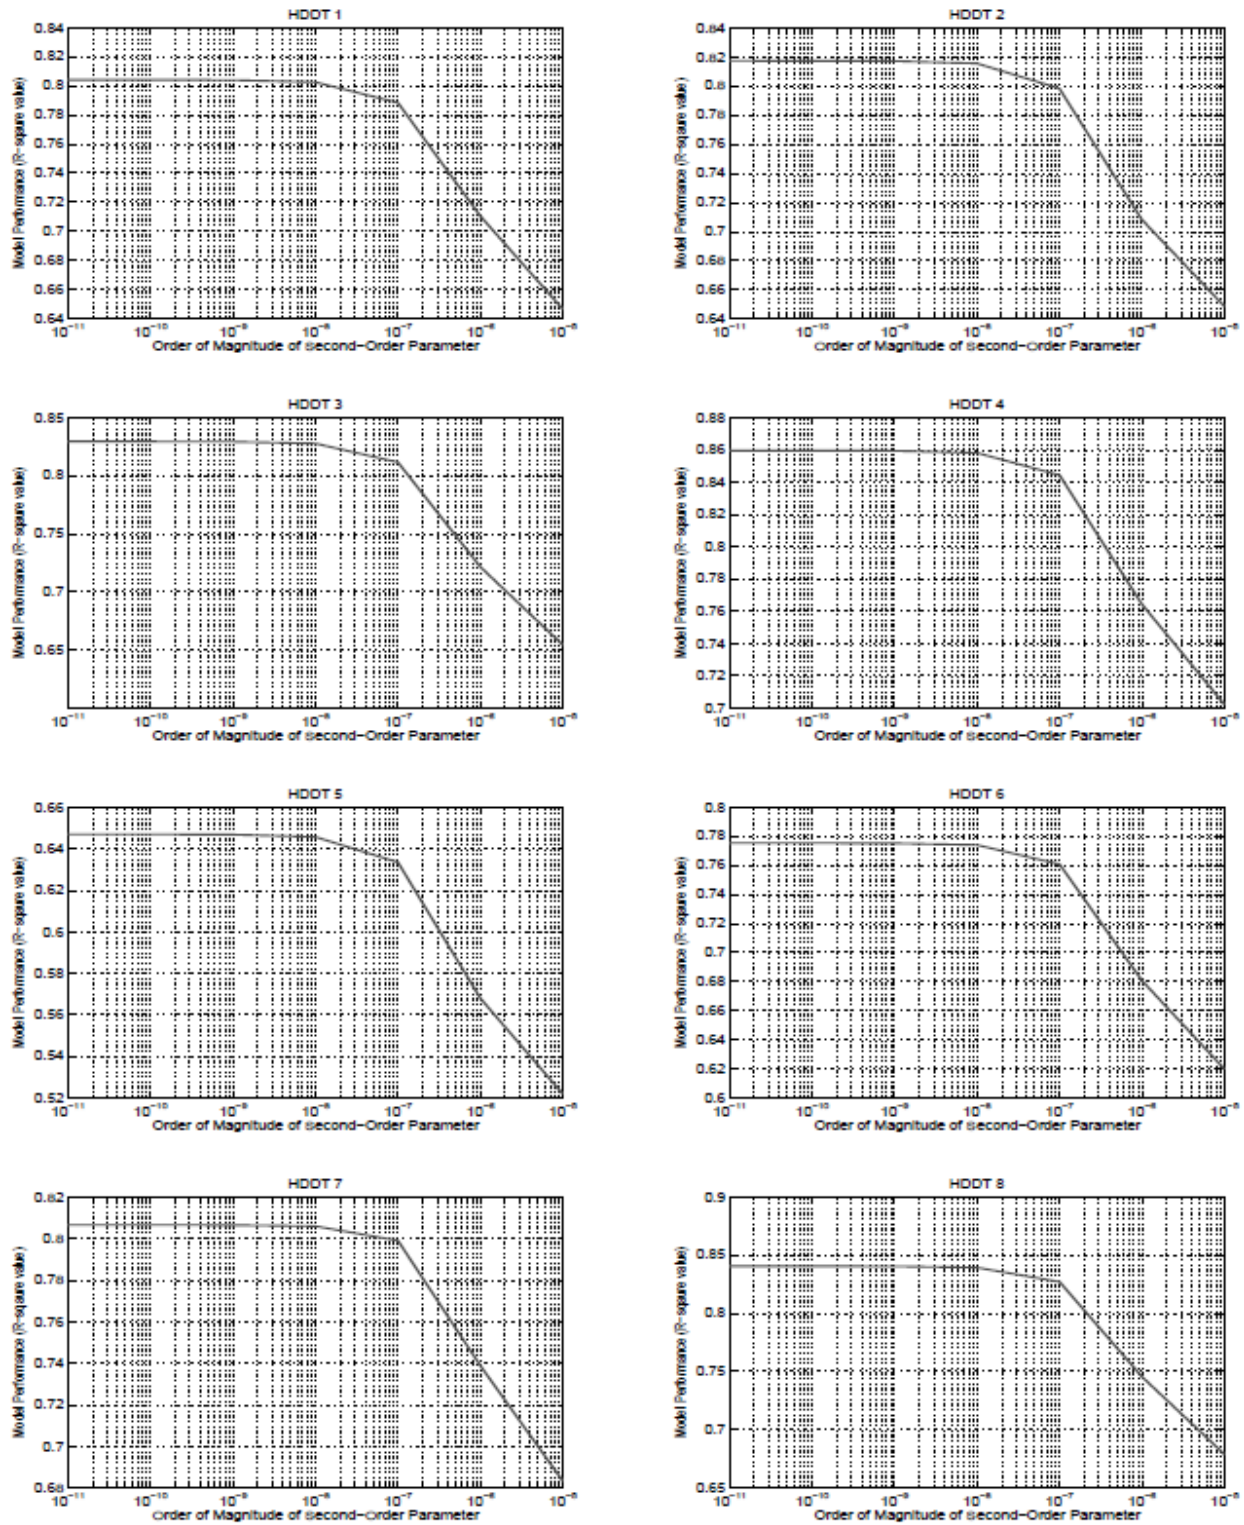 HDDT 1
Model Performance (R-sqaure value)
0.84
0.82
0.8
0.78
0.76
0.74
0.72
0.7
0.68
0.66
0.64
10⁻¹¹ 10⁻¹⁰ 10⁻⁹ 10⁻⁸ 10⁻⁷ 10⁻⁶ 10⁻⁵
Order of Magnitude of Second-Order Parameter
HDDT 2
Model Performance (R-sqaure value)
0.84
0.82
0.8
0.78
0.76
0.74
0.72
0.7
0.68
0.66
0.64
10⁻¹¹ 10⁻¹⁰ 10⁻⁹ 10⁻⁸ 10⁻⁷ 10⁻⁶ 10⁻⁵
Order of Magnitude of Second-Order Parameter
HDDT 3
Model Performance (R-sqaure value)
0.85
0.8
0.75
0.7
0.65
10⁻¹¹ 10⁻¹⁰ 10⁻⁹ 10⁻⁸ 10⁻⁷ 10⁻⁶ 10⁻⁵
Order of Magnitude of Second-Order Parameter
HDDT 4
Model Performance (R-sqaure value)
0.88
0.86
0.84
0.82
0.8
0.78
0.76
0.74
0.72
0.7
10⁻¹¹ 10⁻¹⁰ 10⁻⁹ 10⁻⁸ 10⁻⁷ 10⁻⁶ 10⁻⁵
Order of Magnitude of Second-Order Parameter
HDDT 5
Model Performance (R-sqaure value)
0.66
0.64
0.62
0.6
0.58
0.56
0.54
0.52
10⁻¹¹ 10⁻¹⁰ 10⁻⁹ 10⁻⁸ 10⁻⁷ 10⁻⁶ 10⁻⁵
Order of Magnitude of Second-Order Parameter
HDDT 6
Model Performance (R-sqaure value)
0.8
0.78
0.76
0.74
0.72
0.7
0.68
0.66
0.64
0.62
0.6
10⁻¹¹ 10⁻¹⁰ 10⁻⁹ 10⁻⁸ 10⁻⁷ 10⁻⁶ 10⁻⁵
Order of Magnitude of Second-Order Parameter
HDDT 7
Model Performance (R-sqaure value)
0.82
0.8
0.78
0.76
0.74
0.72
0.7
0.68
10⁻¹¹ 10⁻¹⁰ 10⁻⁹ 10⁻⁸ 10⁻⁷ 10⁻⁶ 10⁻⁵
Order of Magnitude of Second-Order Parameter
HDDT 8
Model Performance (R-sqaure value)
0.9
0.85
0.8
0.75
0.7
0.65
10⁻¹¹ 10⁻¹⁰ 10⁻⁹ 10⁻⁸ 10⁻⁷ 10⁻⁶ 10⁻⁵
Order of Magnitude of Second-Order Parameter